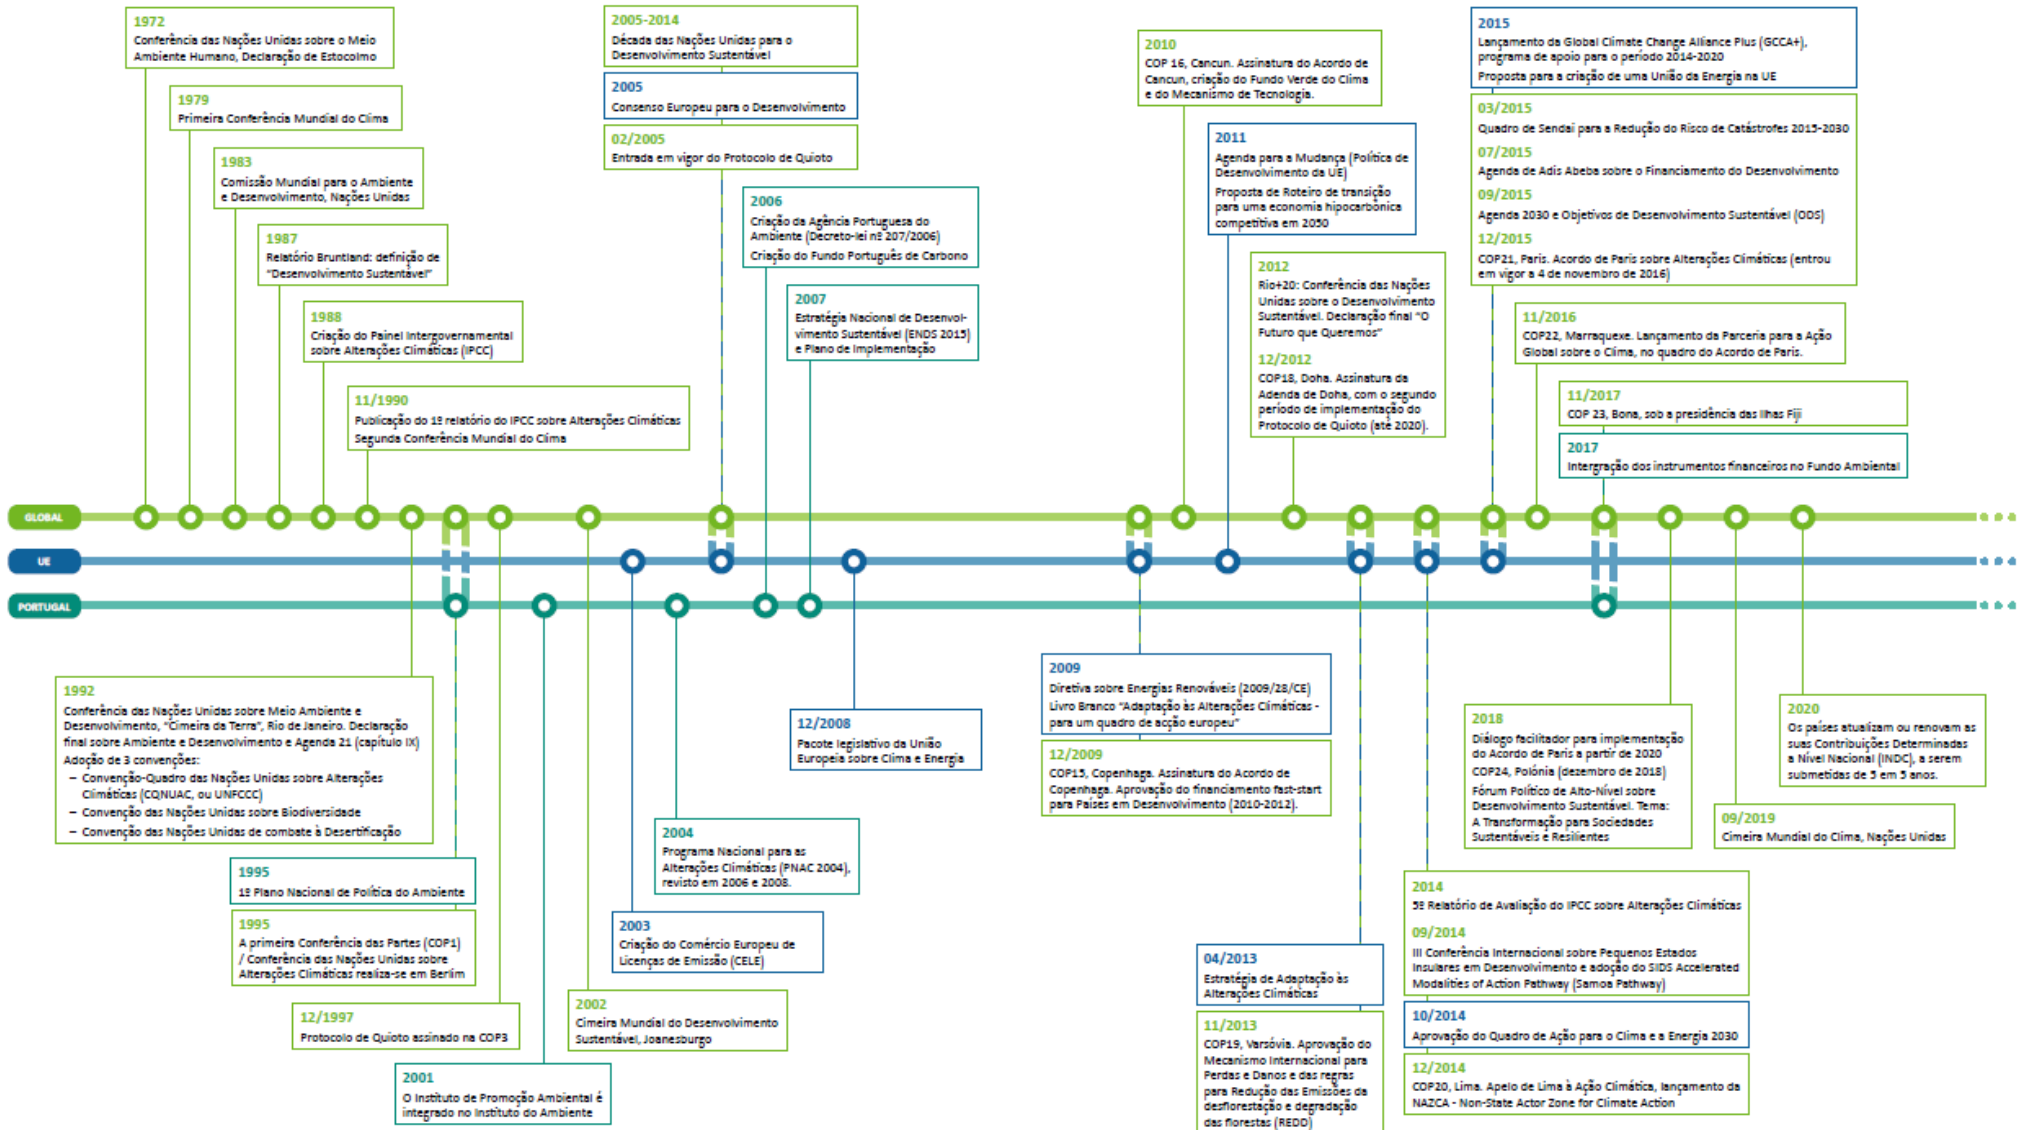 1972
Conferência das Nações Unidas sobre o Meio
Ambiente Humano, Declaração de Estocolmo
1979
Primeira Conferência Mundial do Clima
1983
Comissão Mundial para o Ambiente
e Desenvolvimento, Nações Unidas
1987
Relatório Bruntland: definição de
"Desenvolvimento Sustentável"
1988
Criação do Painel Intergovernamental
sobre Alterações Climáticas (IPCC)
11/1990
Publicação do 1º relatório do IPCC sobre Alterações Climáticas
Segunda Conferência Mundial do Clima
2005-2014
Década das Nações Unidas para o
Desenvolvimento Sustentável
2005
Consenso Europeu para o Desenvolvimento
02/2005
Entrada em vigor do Protocolo de Quioto
2006
Criação da Agência Portuguesa do
Ambiente (Decreto-lei nº 207/2006)
Criação do Fundo Português de Carbono
2007
Estratégia Nacional de Desenvol-
vimento Sustentável (ENDS 2015)
e Plano de Implementação
2010
COP 16, Cancun. Assinatura do Acordo de
Cancun, criação do Fundo Verde do Clima
e do Mecanismo de Tecnologia.
2011
Agenda para a Mudança (Política de
Desenvolvimento da UE)
Proposta de Roteiro de transição
para uma economia hipocarbónica
competitiva em 2050
2012
Rio+20: Conferência das Nações
Unidas sobre o Desenvolvimento
Sustentável. Declaração final "O
Futuro que Queremos"
12/2012
COP18, Doha. Assinatura da
Adenda de Doha, com o segundo
período de implementação do
Protocolo de Quioto (até 2020).
2015
Lançamento da Global Climate Change Alliance Plus (GCCA+),
programa de apoio para o período 2014-2020
Proposta para a criação de uma União da Energia na UE
03/2015
Quadro de Sendai para a Redução do Risco de Catástrofes 2015-2030
07/2015
Agenda de Adis Abeba sobre o Financiamento do Desenvolvimento
09/2015
Agenda 2030 e Objetivos de Desenvolvimento Sustentável (ODS)
12/2015
COP21, Paris. Acordo de Paris sobre Alterações Climáticas (entrou
em vigor a 4 de novembro de 2016)
11/2016
COP22, Marraquexe. Lançamento da Parceria para a Ação
Global sobre o Clima, no quadro do Acordo de Paris.
11/2017
COP 23, Bona, sob a presidência das Ilhas Fiji
2017
Intergração dos instrumentos financeiros no Fundo Ambiental
GLOBAL
UE
PORTUGAL
1992
Conferência das Nações Unidas sobre Meio Ambiente e
Desenvolvimento, "Cimeira da Terra", Rio de Janeiro. Declaração
final sobre Ambiente e Desenvolvimento e Agenda 21 (capítulo IX)
Adoção de 3 convenções:
– Convenção-Quadro das Nações Unidas sobre Alterações
Climáticas (CQNUAC, ou UNFCCC)
– Convenção das Nações Unidas sobre Biodiversidade
– Convenção das Nações Unidas de combate à Desertificação
1995
1º Plano Nacional de Política do Ambiente
1995
A primeira Conferência das Partes (COP1)
/ Conferência das Nações Unidas sobre
Alterações Climáticas realiza-se em Berlim
12/1997
Protocolo de Quioto assinado na COP3
2001
O Instituto de Promoção Ambiental é
integrado no Instituto do Ambiente
2002
Cimeira Mundial do Desenvolvimento
Sustentável, Joanesburgo
2003
Criação do Comércio Europeu de
Licenças de Emissão (CELE)
2004
Programa Nacional para as
Alterações Climáticas (PNAC 2004),
revisto em 2006 e 2008.
12/2008
Pacote legislativo da União
Europeia sobre Clima e Energia
2009
Diretiva sobre Energias Renováveis (2009/28/CE)
Livro Branco "Adaptação às Alterações Climáticas -
para um quadro de acção europeu"
12/2009
COP15, Copenhaga. Assinatura do Acordo de
Copenhaga. Aprovação do financiamento fast-start
para Países em Desenvolvimento (2010-2012).
04/2013
Estratégia de Adaptação às
Alterações Climáticas
11/2013
COP19, Varsóvia. Aprovação do
Mecanismo Internacional para
Perdas e Danos e das regras
para Redução das Emissões da
desflorestação e degradação
das florestas (REDD)
2014
5º Relatório de Avaliação do IPCC sobre Alterações Climáticas
09/2014
III Conferência Internacional sobre Pequenos Estados
Insulares em Desenvolvimento e adoção do SIDS Accelerated
Modalities of Action Pathway (Samoa Pathway)
10/2014
Aprovação do Quadro de Ação para o Clima e a Energia 2030
12/2014
COP20, Lima. Apelo de Lima à Ação Climática, lançamento da
NAZCA - Non-State Actor Zone for Climate Action
2018
Diálogo facilitador para implementação
do Acordo de Paris a partir de 2020
COP24, Polónia (dezembro de 2018)
Fórum Político de Alto-Nível sobre
Desenvolvimento Sustentável. Tema:
A Transformação para Sociedades
Sustentáveis e Resilientes
09/2019
Cimeira Mundial do Clima, Nações Unidas
2020
Os países atualizam ou renovam as
suas Contribuições Determinadas
a Nível Nacional (INDC), a serem
submetidas de 5 em 5 anos.